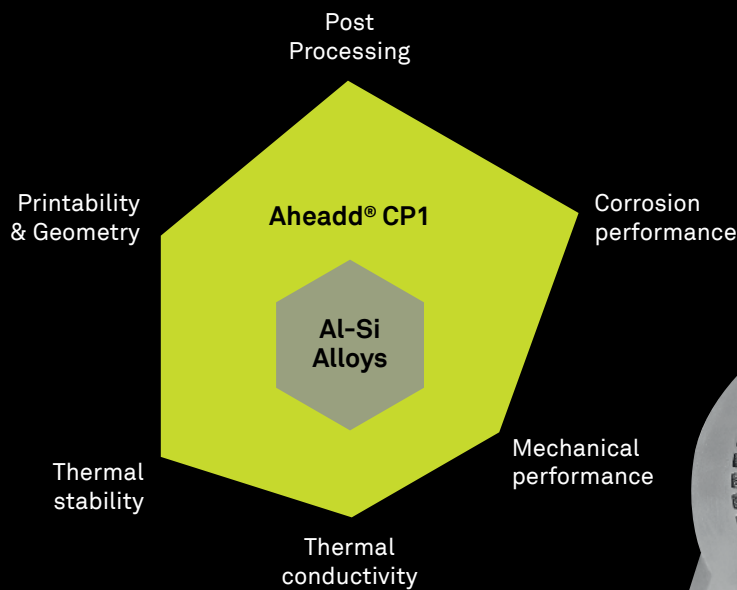 Post
Processing
Printability
& Geometry
Aheadd® CP1
Corrosion
performance
Al-Si
Alloys
Mechanical
performance
Thermal
stability
Thermal
conductivity